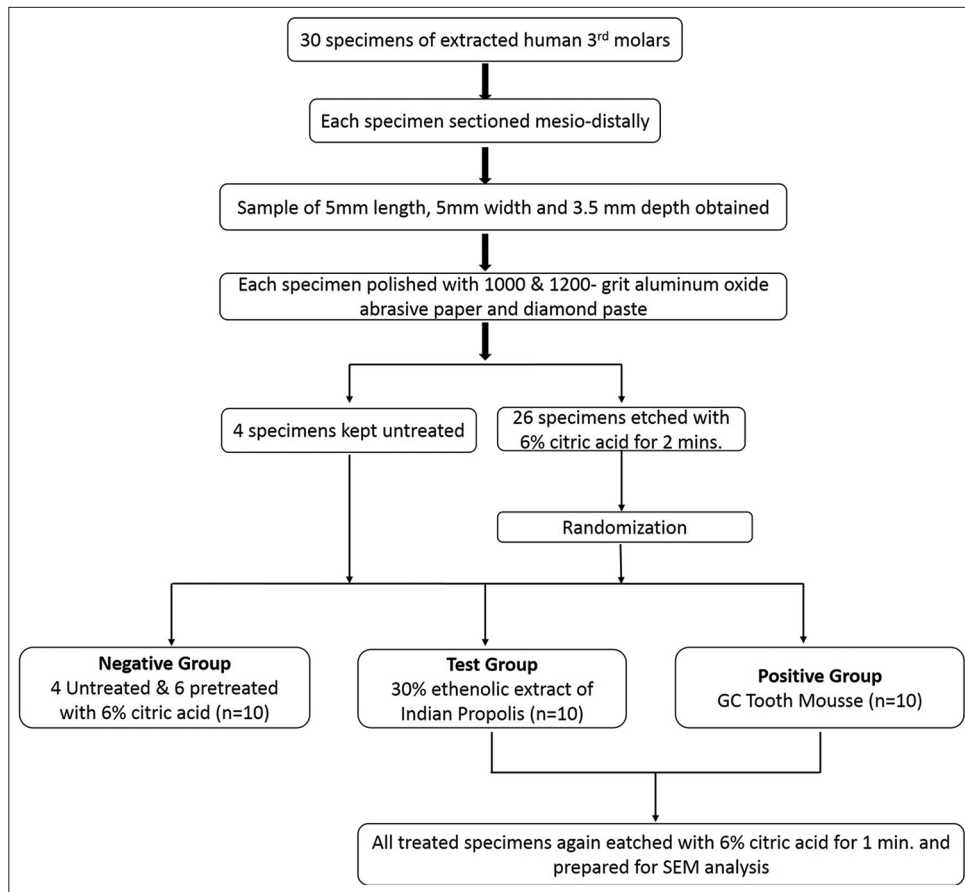 30 specimens of extracted human 3rd molars
Each specimen sectioned mesio-distally
Sample of 5mm length, 5mm width and 3.5 mm depth obtained
Each specimen polished with 1000 & 1200- grit aluminum oxide
abrasive paper and diamond paste
4 specimens kept untreated
26 specimens etched with
6% citric acid for 2 mins.
Randomization
Negative Group
4 Untreated & 6 pretreated
with 6% citric acid (n=10)
Test Group
30% ethenolic extract of
Indian Propolis (n=10)
Positive Group
GC Tooth Mousse (n=10)
All treated specimens again eatched with 6% citric acid for 1 min. and
prepared for SEM analysis